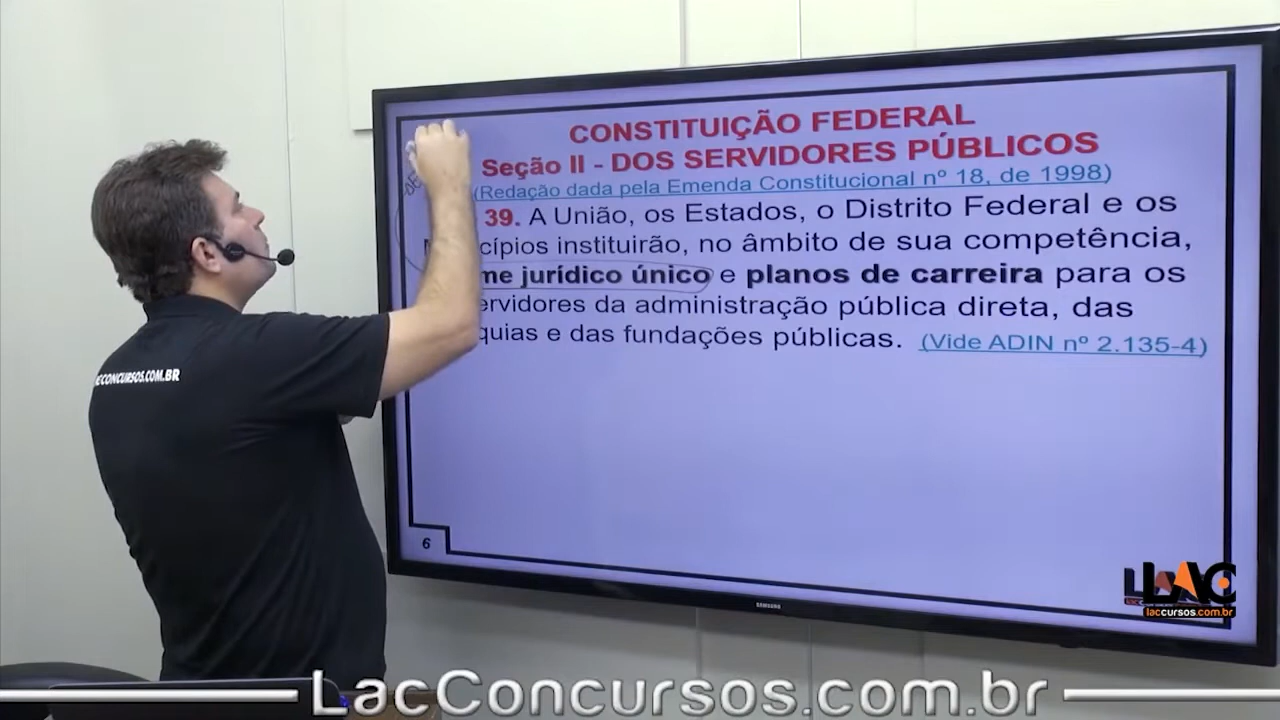 CONSTITUIÇÃO FEDERAL
Seção II - DOS SERVIDORES PÚBLICOS
(Redação dada pela Emenda Constitucional nº 18, de 1998)
39. A União, os Estados, o Distrito Federal e os
cípios instituirão, no âmbito de sua competência,
me jurídico único e planos de carreira para os
ervidores da administração pública direta, das
quias e das fundações públicas. (Vide ADIN nº 2.135-4)
6
ECONCURSOS.COM.BR
LAC
laccursos.com.br
SAMSUNG
LacConcursos.com.br